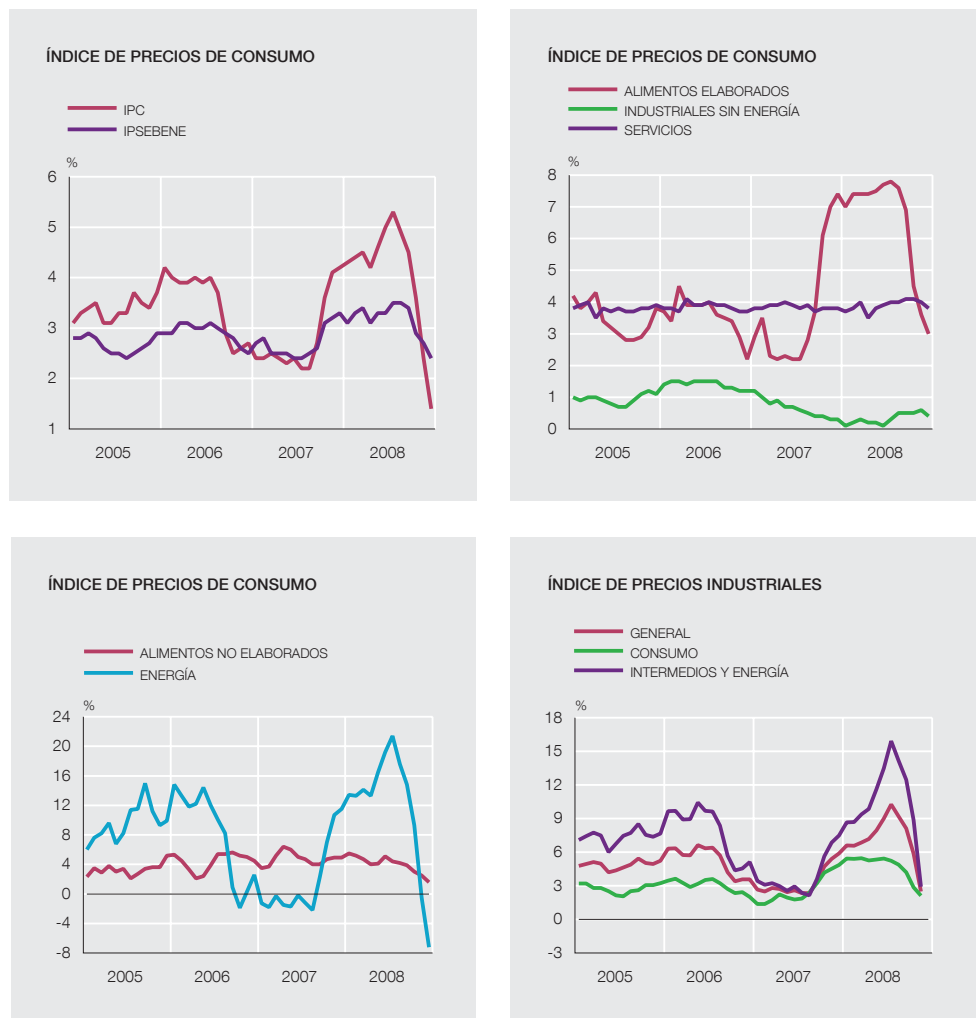 ÍNDICE DE PRECIOS DE CONSUMO
IPC
IPSEBENE
%
6
5
4
3
2
1
2005 2006 2007 2008
ÍNDICE DE PRECIOS DE CONSUMO
ALIMENTOS ELABORADOS
INDUSTRIALES SIN ENERGÍA
SERVICIOS
%
8
7
6
5
4
3
2
1
0
2005 2006 2007 2008
ÍNDICE DE PRECIOS DE CONSUMO
ALIMENTOS NO ELABORADOS
ENERGÍA
%
24
20
16
12
8
4
0
-4
-8
2005 2006 2007 2008
ÍNDICE DE PRECIOS INDUSTRIALES
GENERAL
CONSUMO
INTERMEDIOS Y ENERGÍA
%
18
15
12
9
6
3
0
-3
2005 2006 2007 2008